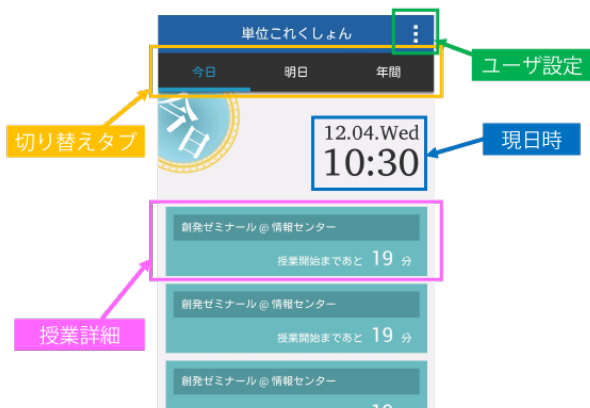 単位これくしょん
ユーザ設定
今日 明日 年間
今日
切り替えタブ
12.04.Wed
10:30
現日時
創発ゼミナール@情報センター
授業開始まであと 19 分
授業詳細
創発ゼミナール@情報センター
授業開始まであと 19 分
創発ゼミナール@情報センター